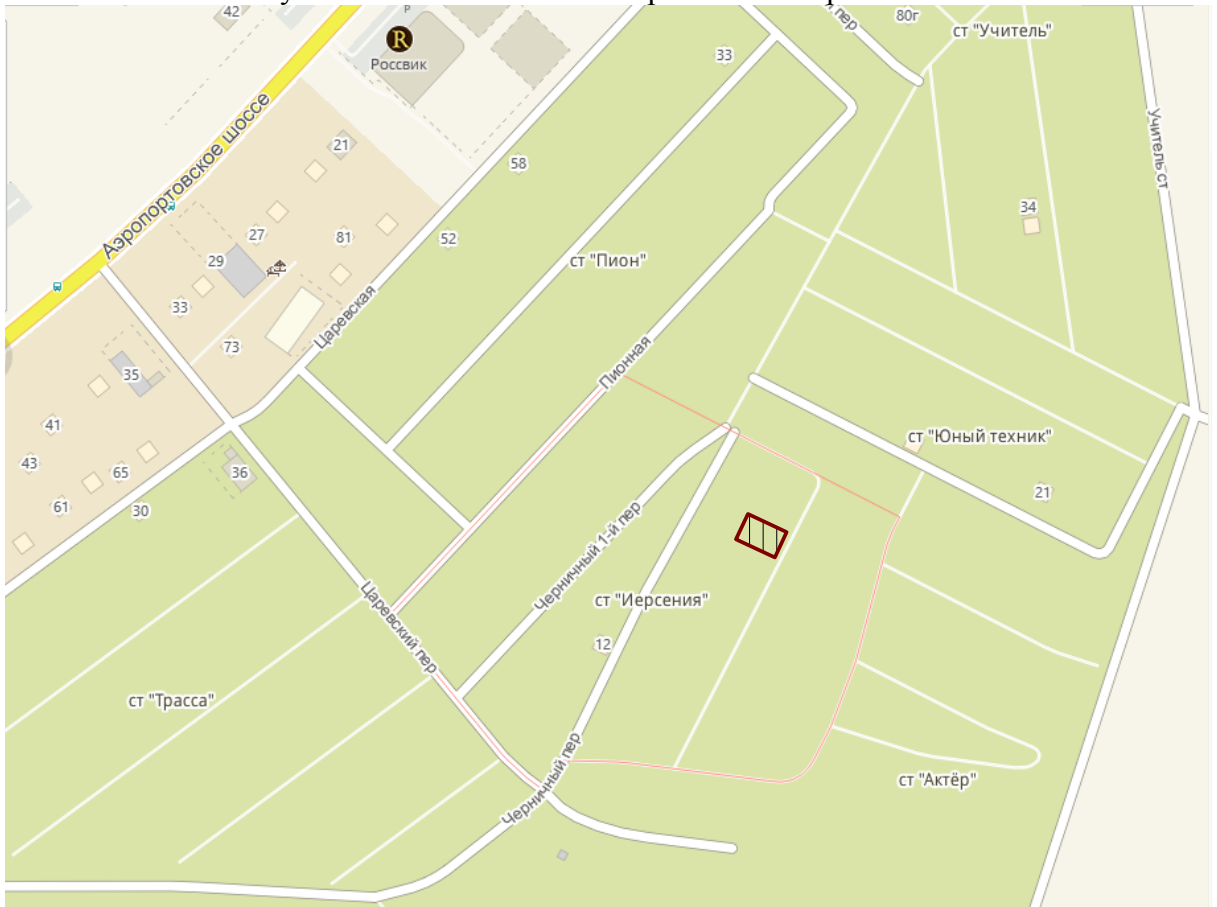 42
Р
80г
й пер
ст "Учитель"
R
Россвик
33
Аэропортовское шоссе
Учитель ст
21
58
34
27
81
52
29
ст "Пион"
33
Царевская
73
Пионная
35
41
ст "Юный техник"
43
65
36
61
30
21
Черничный 1-й пер
ст "Иерсения"
Царевский пер
12
ст "Трасса"
Черничный пер
ст "Актёр"